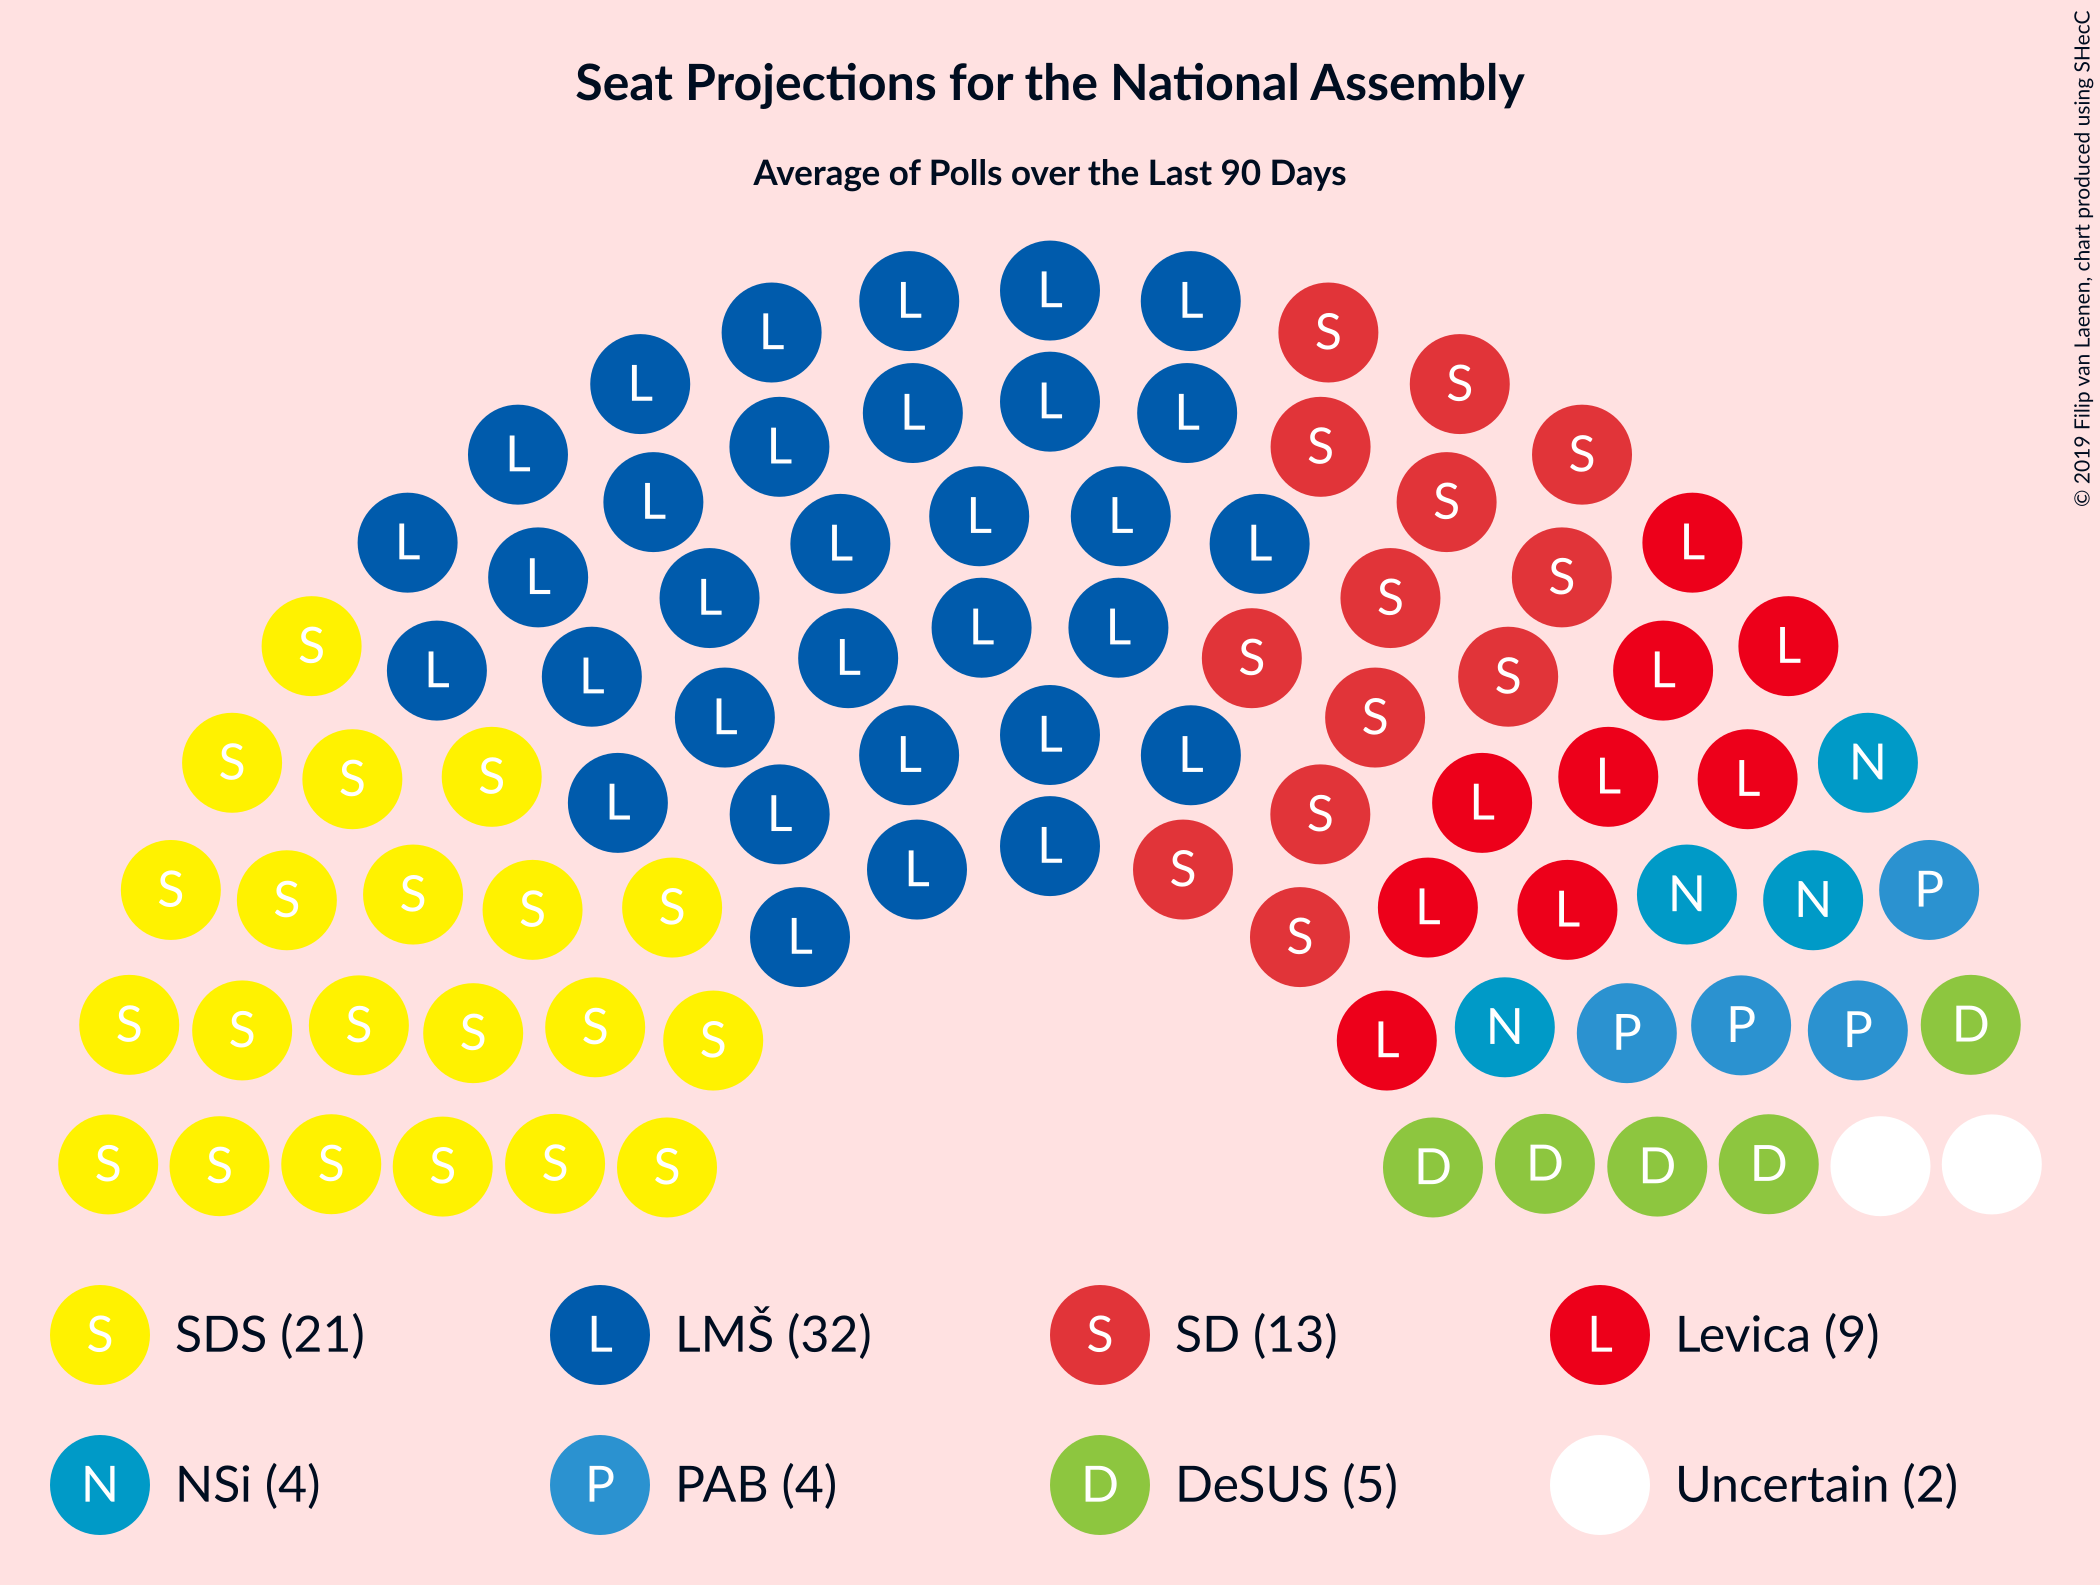 Seat Projections for the National Assembly
Average of Polls over the Last 90 Days
© 2019 Filip van Laenen, chart produced using SHecC
L L L
L L S
L L L S
L L L S
L L L S S
L L L L S
L L S L
L L S S
L L L S
S L L L S L L
L L S S
S L L L N
S S L L L
L L S
S S L L S L P
S S S S S L L N N
L S
S S S S S S L N P P P D
S S S S S S D D D D
S SDS (21) L LMŠ (32) S SD (13) L Levica (9)
N NSi (4) P PAB (4) D DeSUS (5) Uncertain (2)